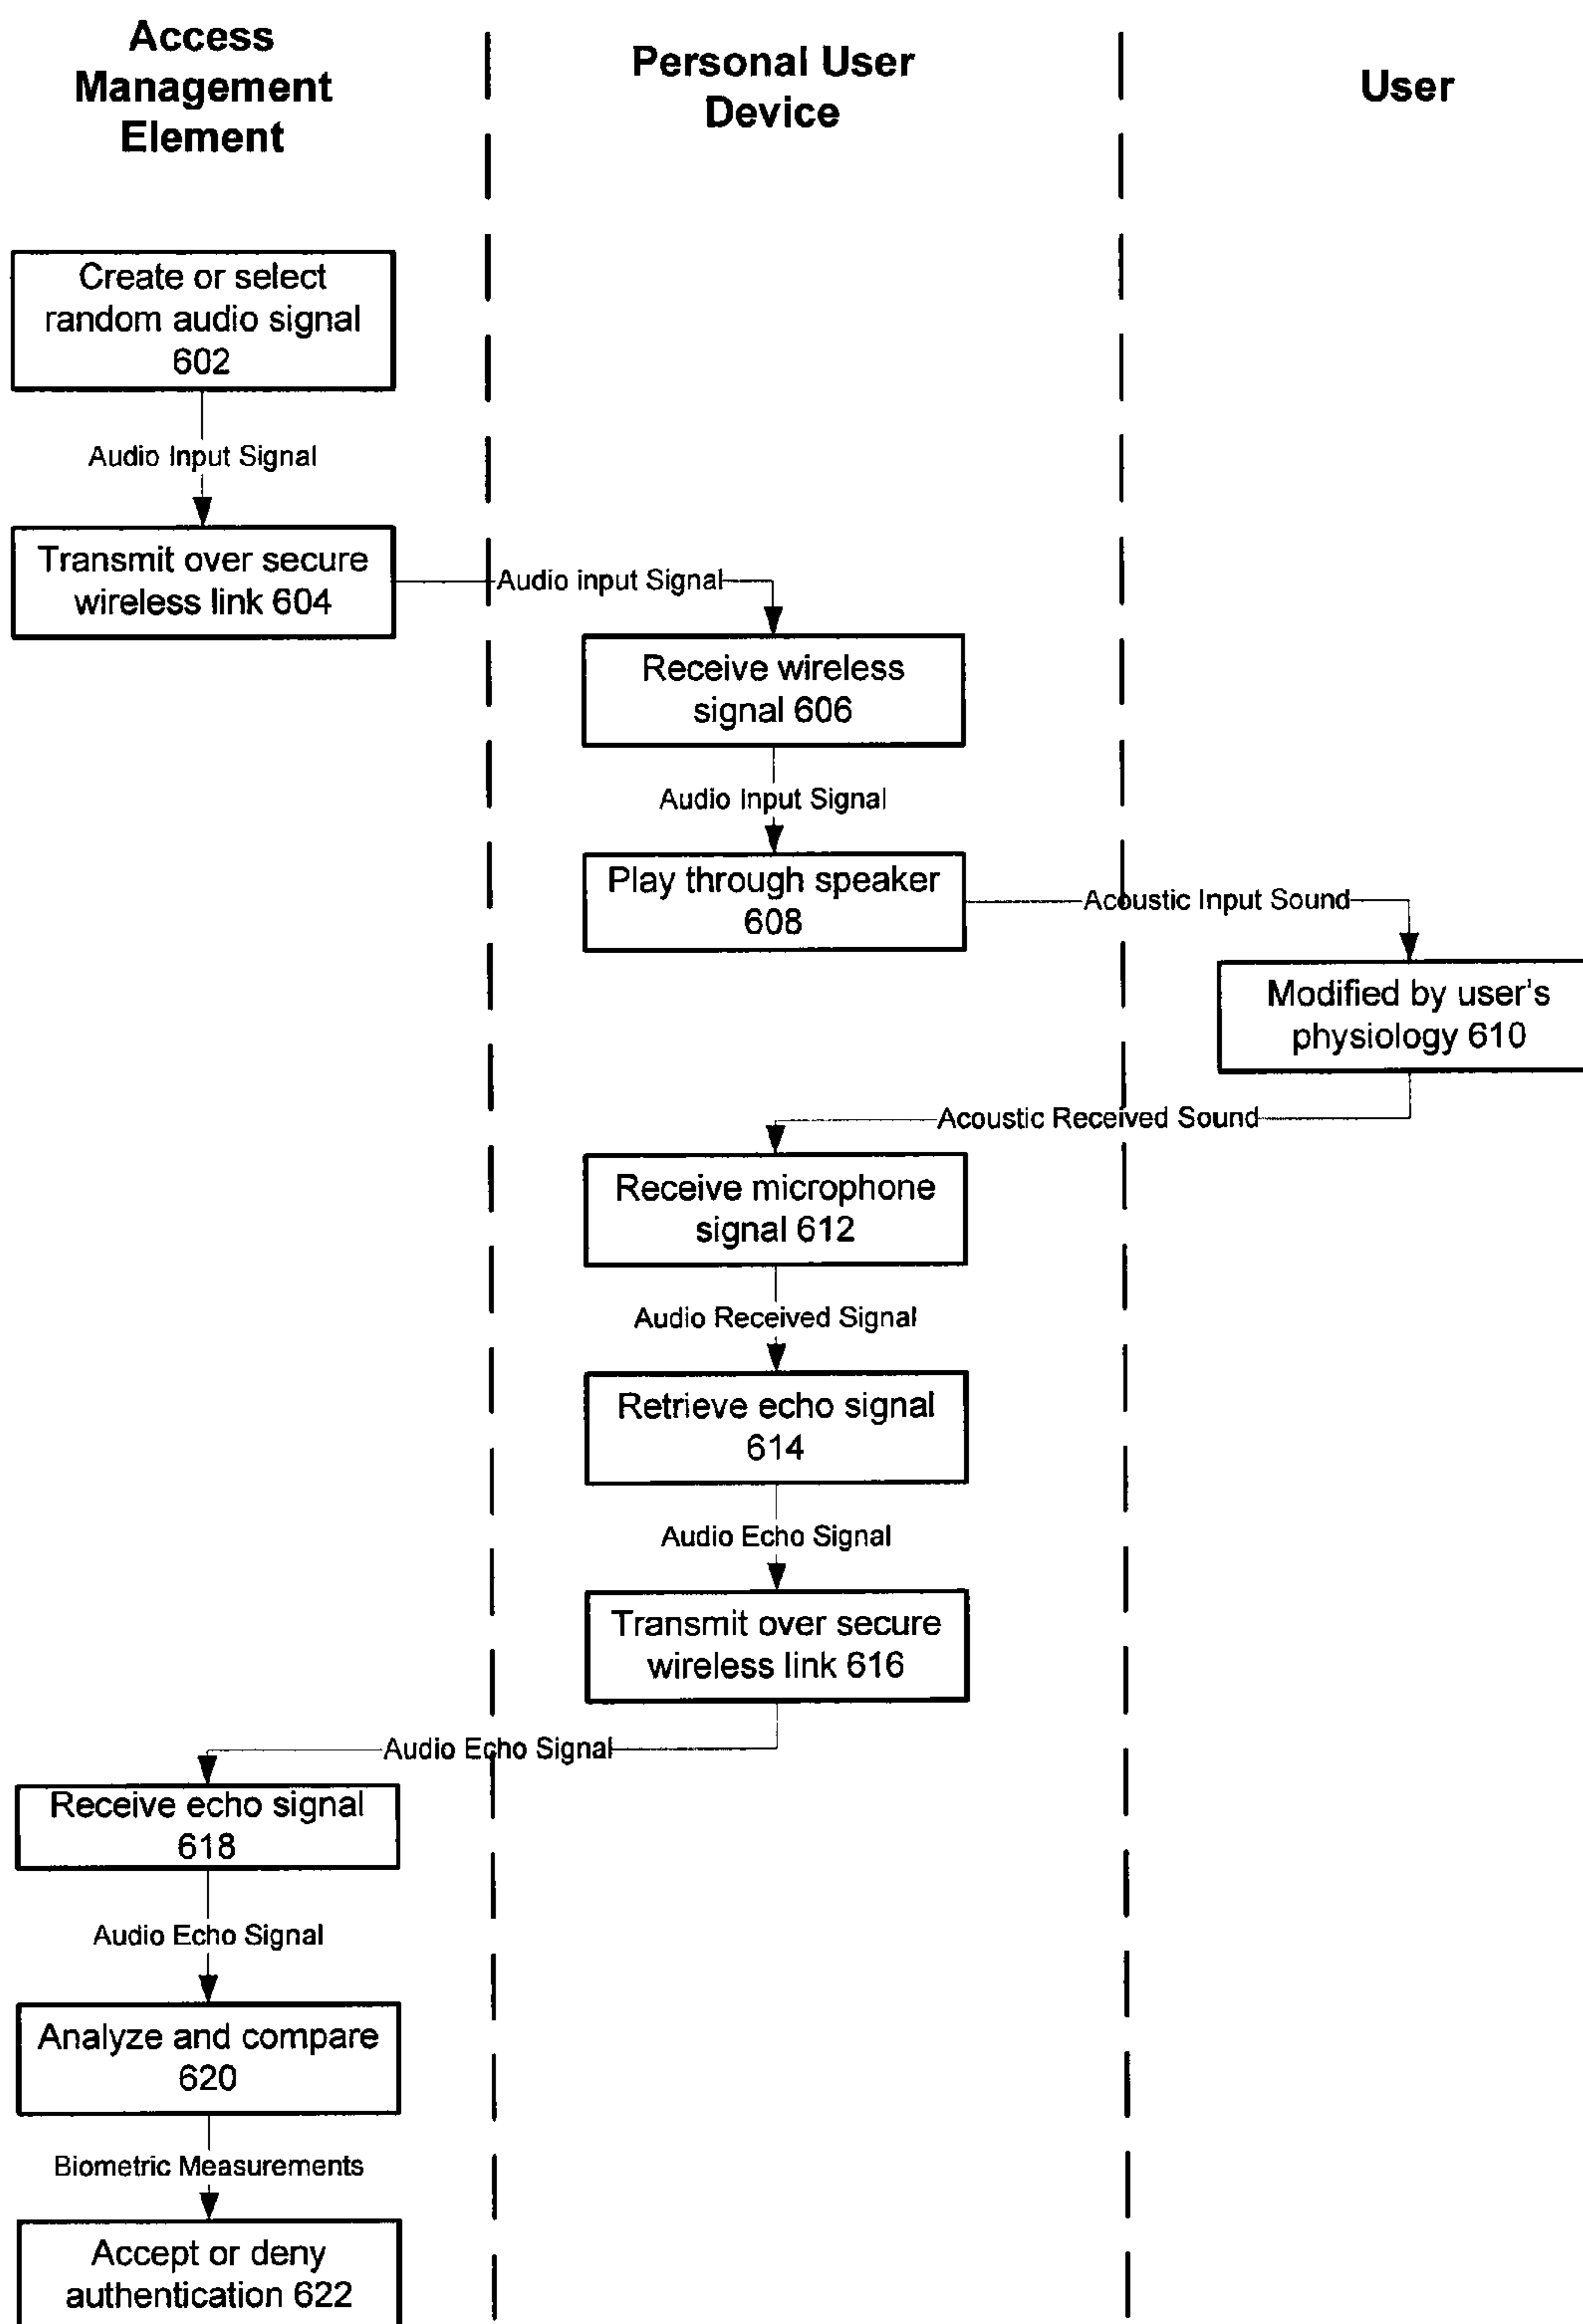 Access
Management
Element
Personal User
Device
User
Create or select
random audio signal
602
Audio Input Signal
Transmit over secure
wireless link 604
Audio input Signal
Receive wireless
signal 606
Audio Input Signal
Play through speaker
608
Acoustic Input Sound
Modified by user's
physiology 610
Acoustic Received Sound
Receive microphone
signal 612
Audio Received Signal
Retrieve echo signal
614
Audio Echo Signal
Transmit over secure
wireless link 616
Audio Echo Signal
Receive echo signal
618
Audio Echo Signal
Analyze and compare
620
Biometric Measurements
Accept or deny
authentication 622